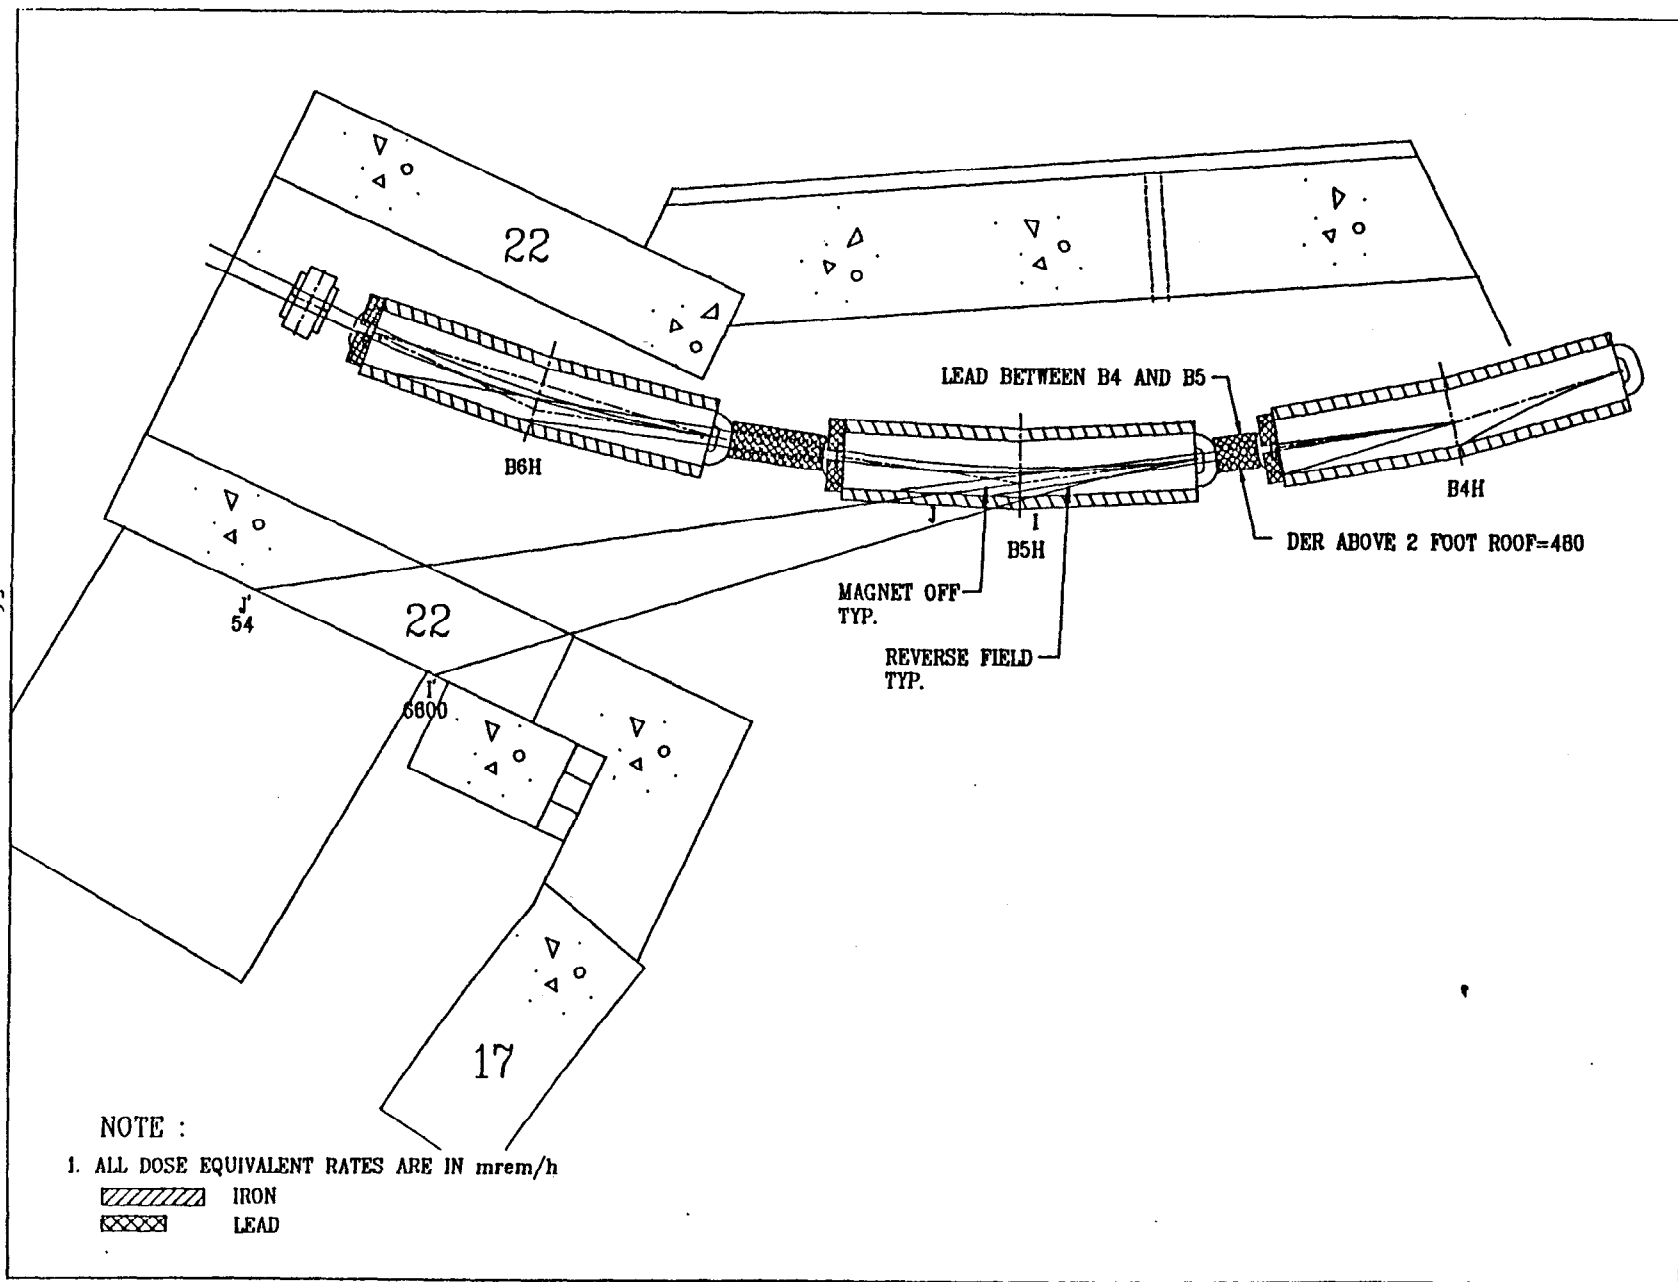 22
LEAD BETWEEN B4 AND B5
B6H
B4H
J
I
B5H
DER ABOVE 2 FOOT ROOF=480
MAGNET OFF
TYP.
J'
54
22
REVERSE FIELD
TYP.
I'
6600
17
NOTE :
1. ALL DOSE EQUIVALENT RATES ARE IN mrem/h
IRON
LEAD